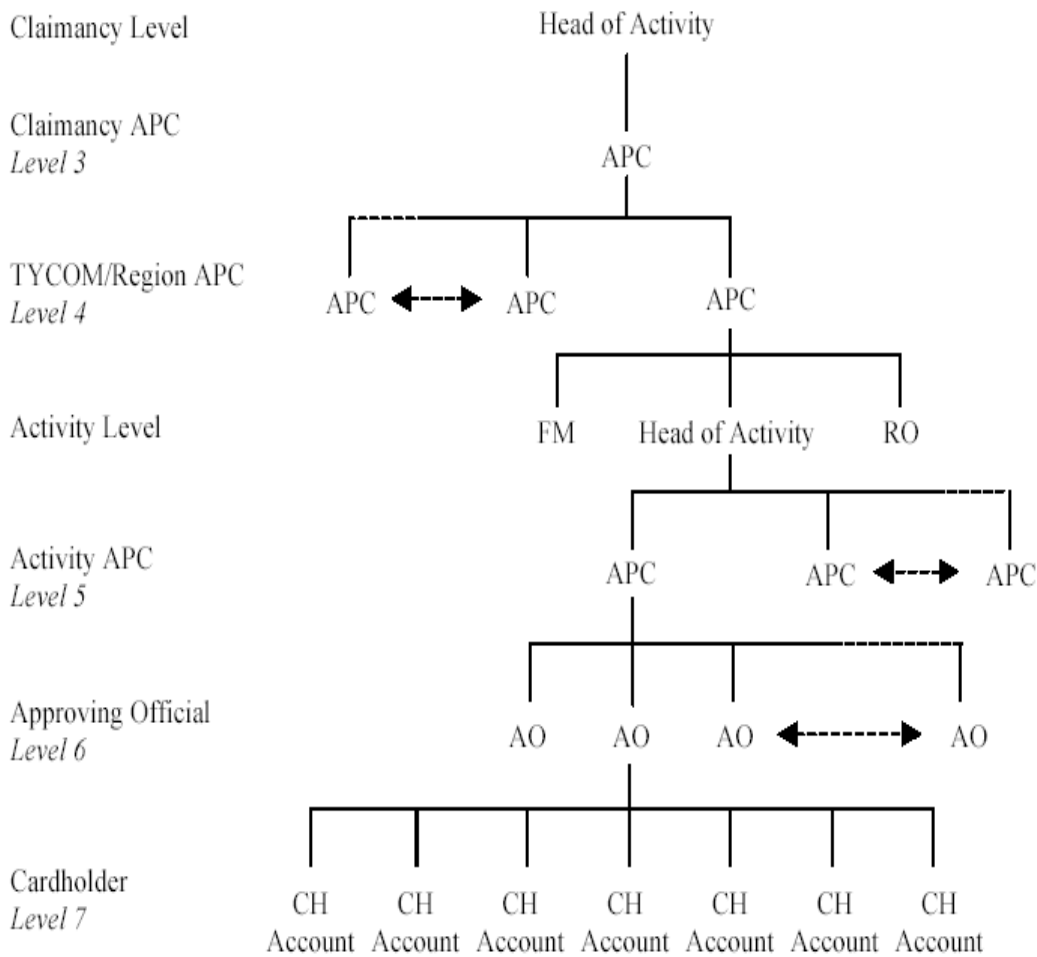 Claimancy Level
Head of Activity
Claimancy APC
Level 3
APC
TYCOM/Region APC
Level 4
APC APC APC
Activity Level
FM Head of Activity RO
Activity APC
Level 5
APC APC APC
Approving Official
Level 6
AO AO AO AO
Cardholder
Level 7
CH CH CH CH CH CH CH
Account Account Account Account Account Account Account